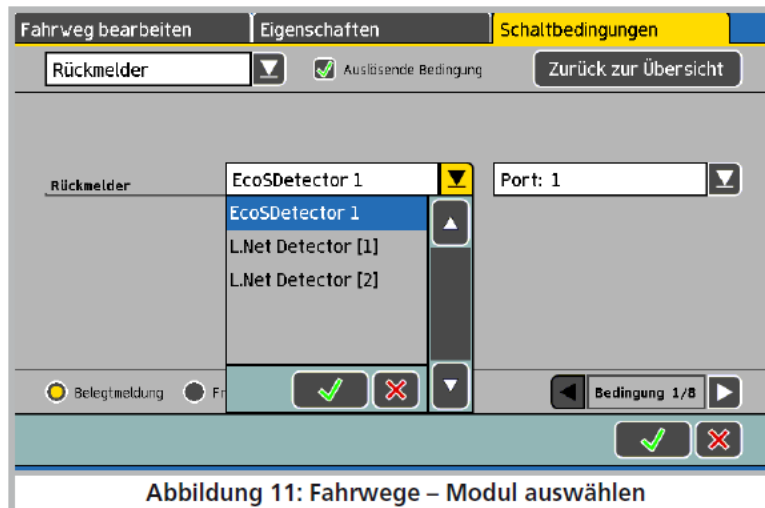 Fahrweg bearbeiten
Eigenschaften
Schaltbedingungen
Rückmelder
Auslösende Bedingung
Zurück zur Übersicht
Rückmelder
EcoSDetector 1
Port: 1
EcoSDetector 1
L.Net Detector [1]
L.Net Detector [2]
Belegtmeldung
Fr
Bedingung 1/8
Abbildung 11: Fahrwege – Modul auswählen